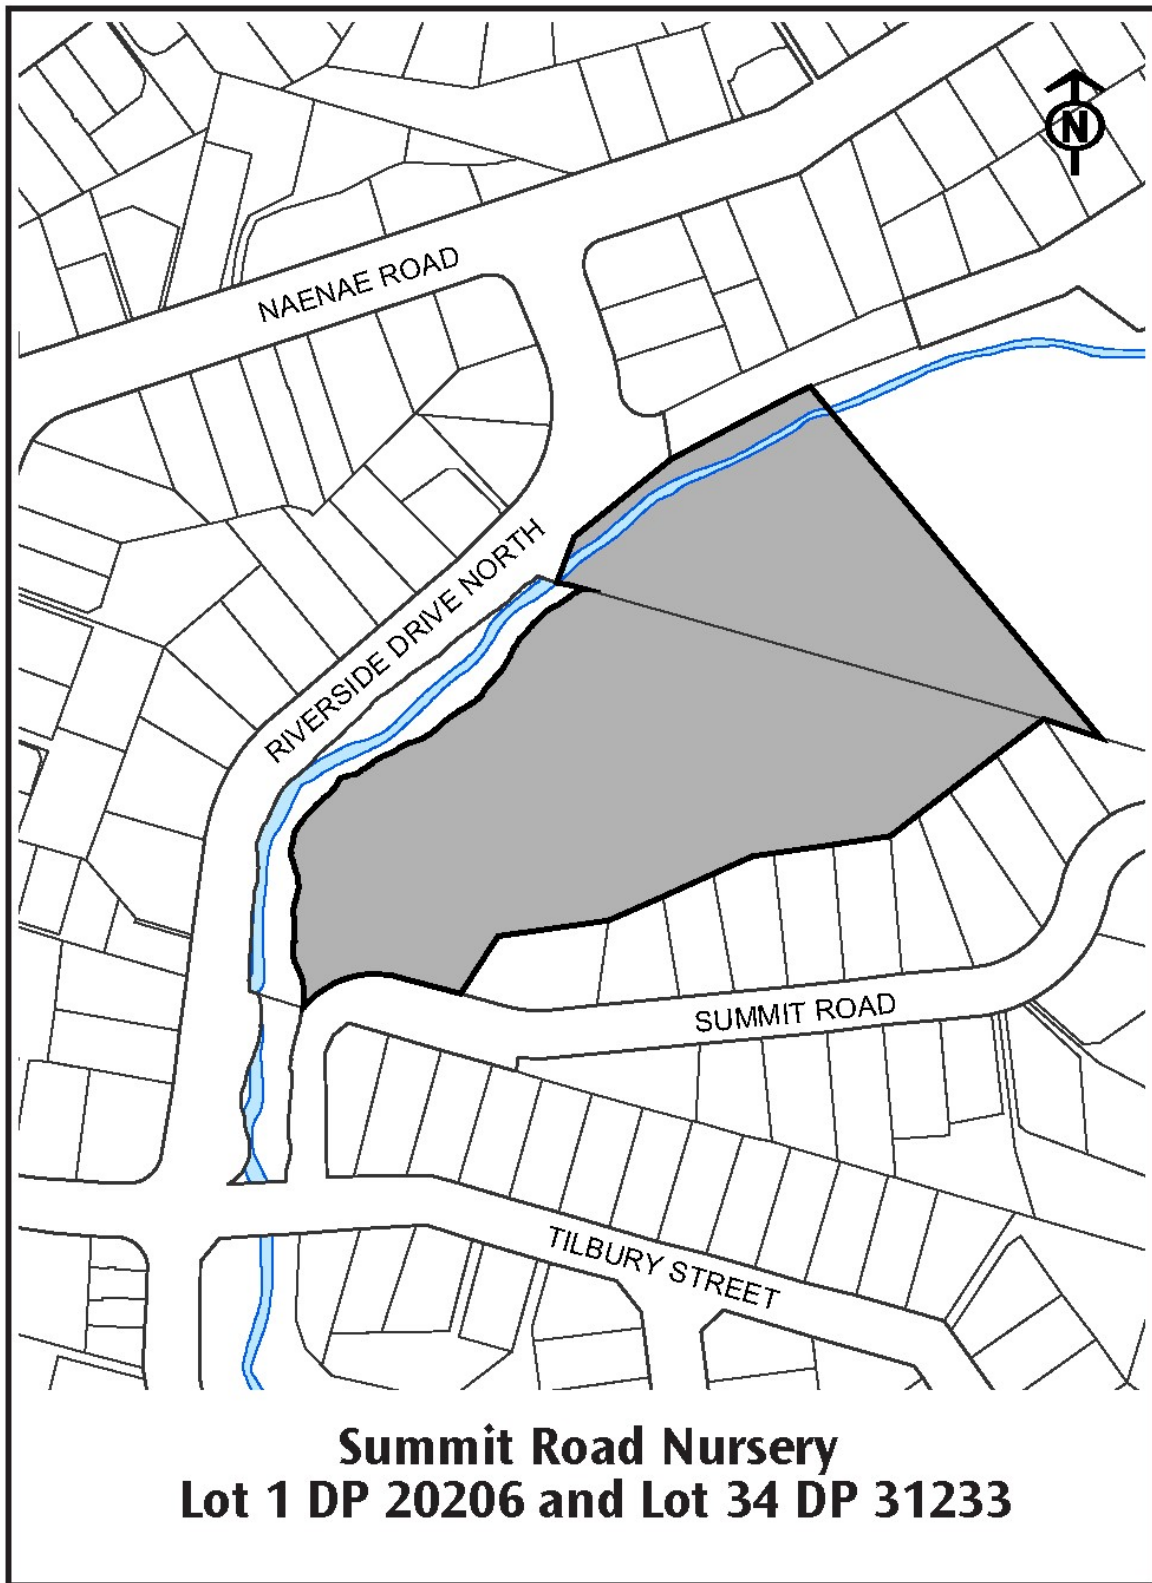 N
NAENAE ROAD
RIVERSIDE DRIVE NORTH
SUMMIT ROAD
TILBURY STREET
Summit Road Nursery
Lot 1 DP 20206 and Lot 34 DP 31233